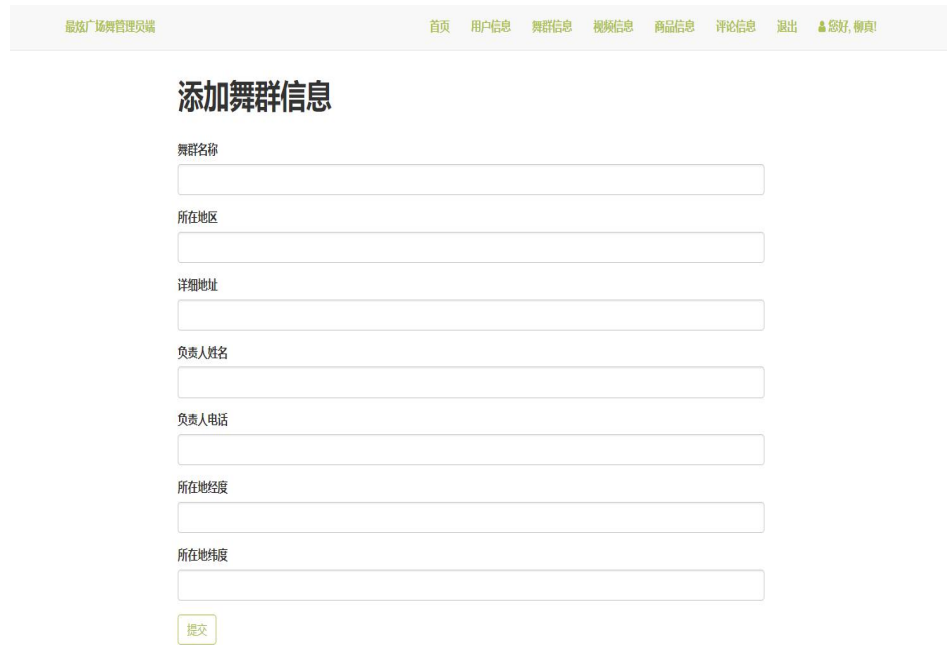 最炫广场舞管理员端 首页 用户信息 舞群信息 视频信息 商品信息 评论信息 退出 您好, 柳真!
添加舞群信息
舞群名称
所在地区
详细地址
负责人姓名
负责人电话
所在地经度
所在地纬度
提交